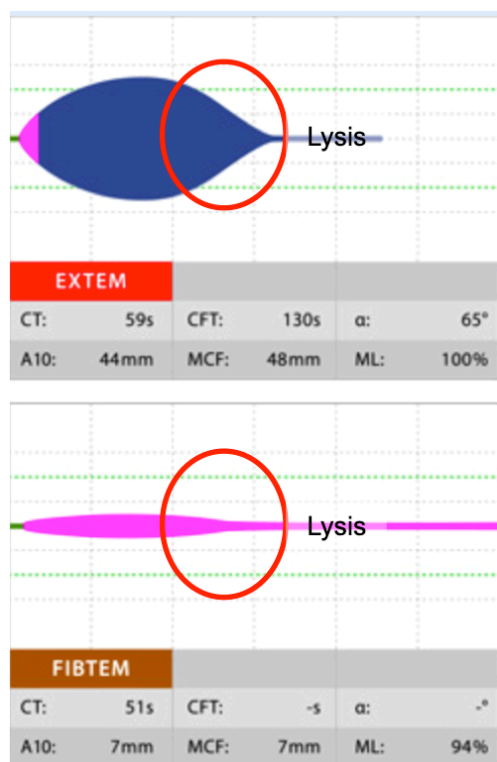 Lysis
EXTEM
CT: 59s CFT: 130s α: 65°
A10: 44mm MCF: 48mm ML: 100%
Lysis
FIBTEM
CT: 51s CFT: -s α: -°
A10: 7mm MCF: 7mm ML: 94%